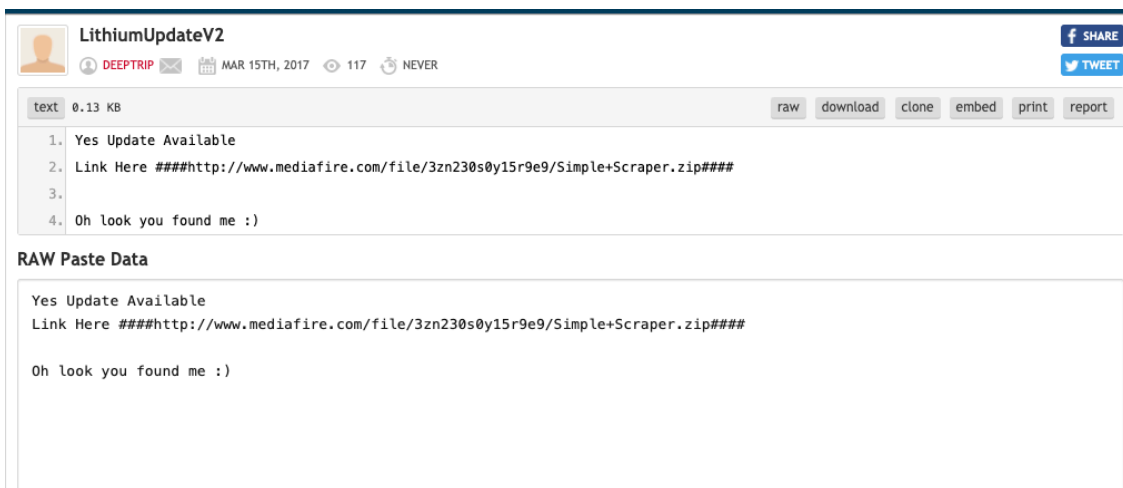 LithiumUpdateV2
f SHARE
DEEPTRIP MAR 15TH, 2017 117 NEVER
TWEET
text 0.13 KB raw download clone embed print report
1. Yes Update Available
2. Link Here ####http://www.mediafire.com/file/3zn230s0y15r9e9/Simple+Scraper.zip####
3.
4. Oh look you found me :)
RAW Paste Data
Yes Update Available
Link Here ####http://www.mediafire.com/file/3zn230s0y15r9e9/Simple+Scraper.zip####
Oh look you found me :)